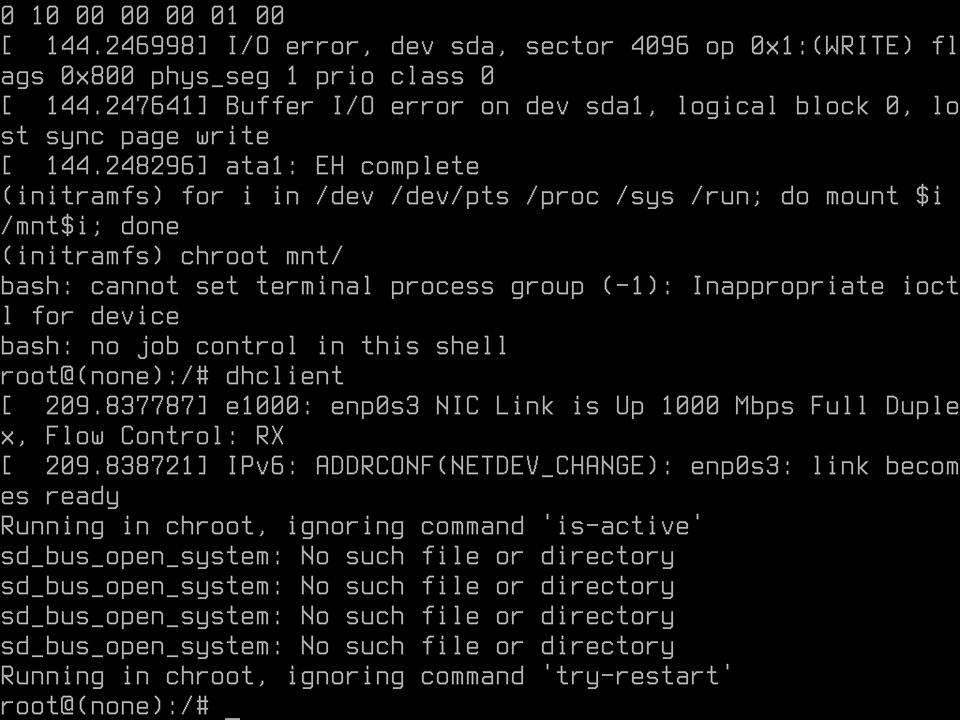 0 10 00 00 00 00 01 00
[  144.246998] I/O error, dev sda, sector 4096 op 0x1:(WRITE) fl
ags 0x800 phys_seg 1 prio class 0
[  144.247641] Buffer I/O error on dev sda1, logical block 0, lo
st sync page write
[  144.248296] ata1: EH complete
(initramfs) for i in /dev /dev/pts /proc /sys /run; do mount $i
/mnt$i; done
(initramfs) chroot mnt/
bash: cannot set terminal process group (-1): Inappropriate ioct
l for device
bash: no job control in this shell
root@(none):/# dhclient
[  209.837787] e1000: enp0s3 NIC Link is Up 1000 Mbps Full Duple
x, Flow Control: RX
[  209.838721] IPv6: ADDRCONF(NETDEV_CHANGE): enp0s3: link becom
es ready
Running in chroot, ignoring command 'is-active'
sd_bus_open_system: No such file or directory
sd_bus_open_system: No such file or directory
sd_bus_open_system: No such file or directory
sd_bus_open_system: No such file or directory
Running in chroot, ignoring command 'try-restart'
root@(none):/# _